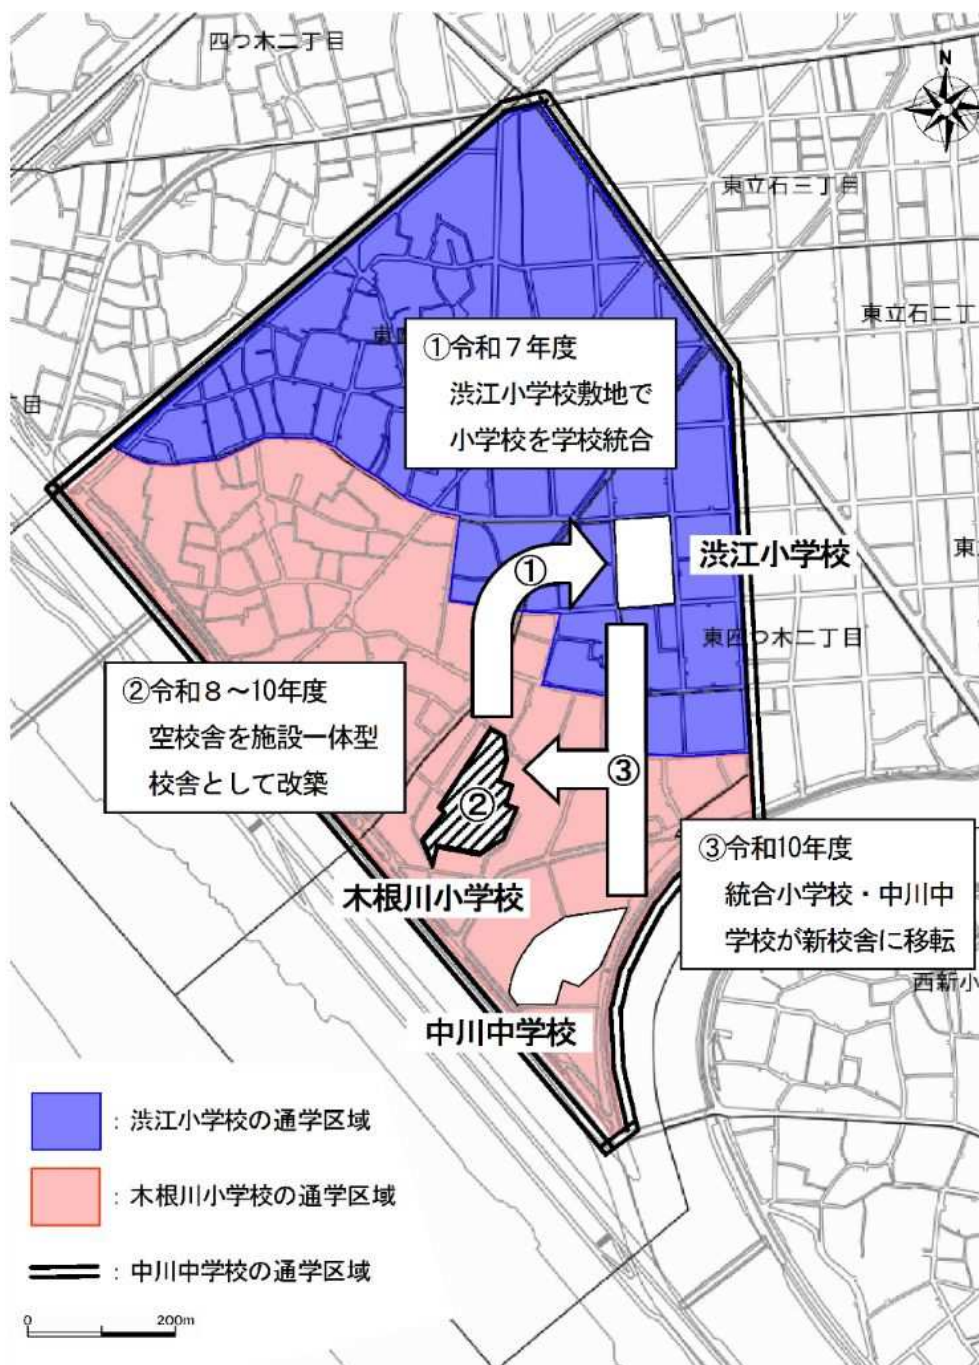 四つ木二丁目
N
東立石三丁目
東立石二丁
目
東
①令和7年度
渋江小学校敷地で
小学校を学校統合
東
渋江小学校
①
東四つ木二丁目
②令和8~10年度
空校舎を施設一体型
校舎として改築
③
②
③令和10年度
統合小学校・中川中
学校が新校舎に移転
木根川小学校
西新小
中川中学校
:渋江小学校の通学区域
:木根川小学校の通学区域
:中川中学校の通学区域
0 200m